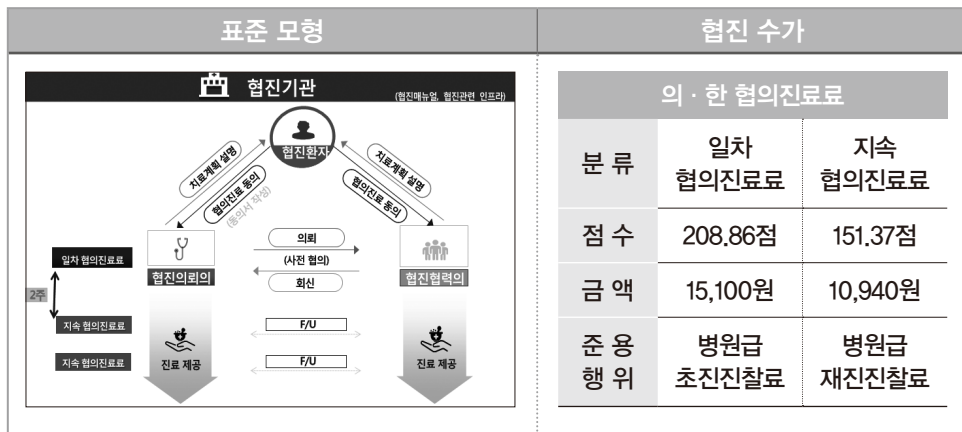 표준 모형
협진 수가
협진기관
(협진매뉴얼, 협진관련 인프라)
협진환자
치료계획 설명
협의진료 동의
(동의서 작성)
치료계획 설명
협의진료 동의
의뢰
(사전 협의)
회신
협진의뢰의
협진협력의
일차 협의진료료
2주
지속 협의진료료
F/U
지속 협의진료료
F/U
진료 제공
진료 제공
의 · 한 협의진료료
분 류
일차
협의진료료
지속
협의진료료
점 수
208.86점
151.37점
금 액
15,100원
10,940원
준 용
행 위
병원급
초진진찰료
병원급
재진진찰료